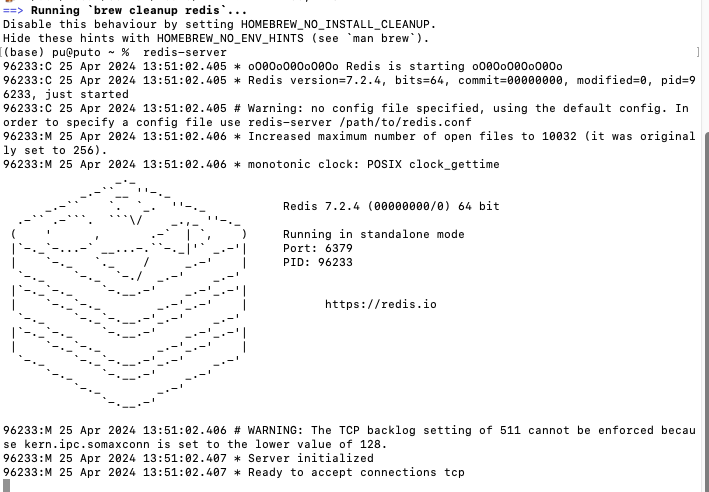 ==> Running `brew cleanup redis`...
Disable this behaviour by setting HOMEBREW_NO_INSTALL_CLEANUP.
Hide these hints with HOMEBREW_NO_ENV_HINTS (see `man brew`).
(base) pu@puto ~ %  redis-server
96233:C 25 Apr 2024 13:51:02.405 * oO0OoO0OoO0Oo Redis is starting oO0OoO0OoO0Oo
96233:C 25 Apr 2024 13:51:02.405 * Redis version=7.2.4, bits=64, commit=00000000, modified=0, pid=9
6233, just started
96233:C 25 Apr 2024 13:51:02.405 # Warning: no config file specified, using the default config. In
order to specify a config file use redis-server /path/to/redis.conf
96233:M 25 Apr 2024 13:51:02.406 * Increased maximum number of open files to 10032 (it was original
ly set to 256).
96233:M 25 Apr 2024 13:51:02.406 * monotonic clock: POSIX clock_gettime
Redis 7.2.4 (00000000/0) 64 bit
Running in standalone mode
Port: 6379
PID: 96233
https://redis.io
96233:M 25 Apr 2024 13:51:02.406 # WARNING: The TCP backlog setting of 511 cannot be enforced becau
se kern.ipc.somaxconn is set to the lower value of 128.
96233:M 25 Apr 2024 13:51:02.407 * Server initialized
96233:M 25 Apr 2024 13:51:02.407 * Ready to accept connections tcp